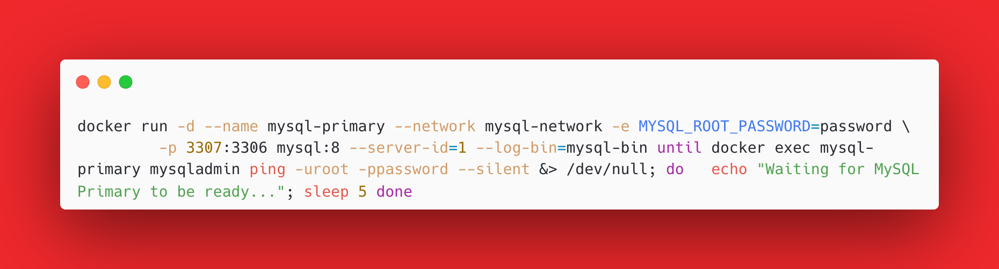 docker run -d --name mysql-primary --network mysql-network -e MYSQL_ROOT_PASSWORD=password \
         -p 3307:3306 mysql:8 --server-id=1 --log-bin=mysql-bin until docker exec mysql-
primary mysqladmin ping -uroot -ppassword --silent &> /dev/null; do   echo "Waiting for MySQL
Primary to be ready..."; sleep 5 done